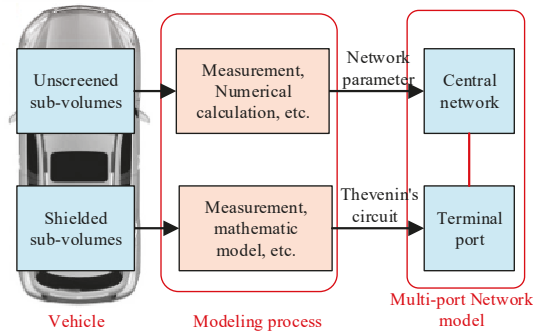 Unscreened
sub-volumes
Measurement,
Numerical
calculation, etc.
Network
parameter
Central
network
Shielded
sub-volumes
Measurement,
mathematic
model, etc.
Thevenin's
circuit
Terminal
port
Vehicle
Modeling process
Multi-port Network
model